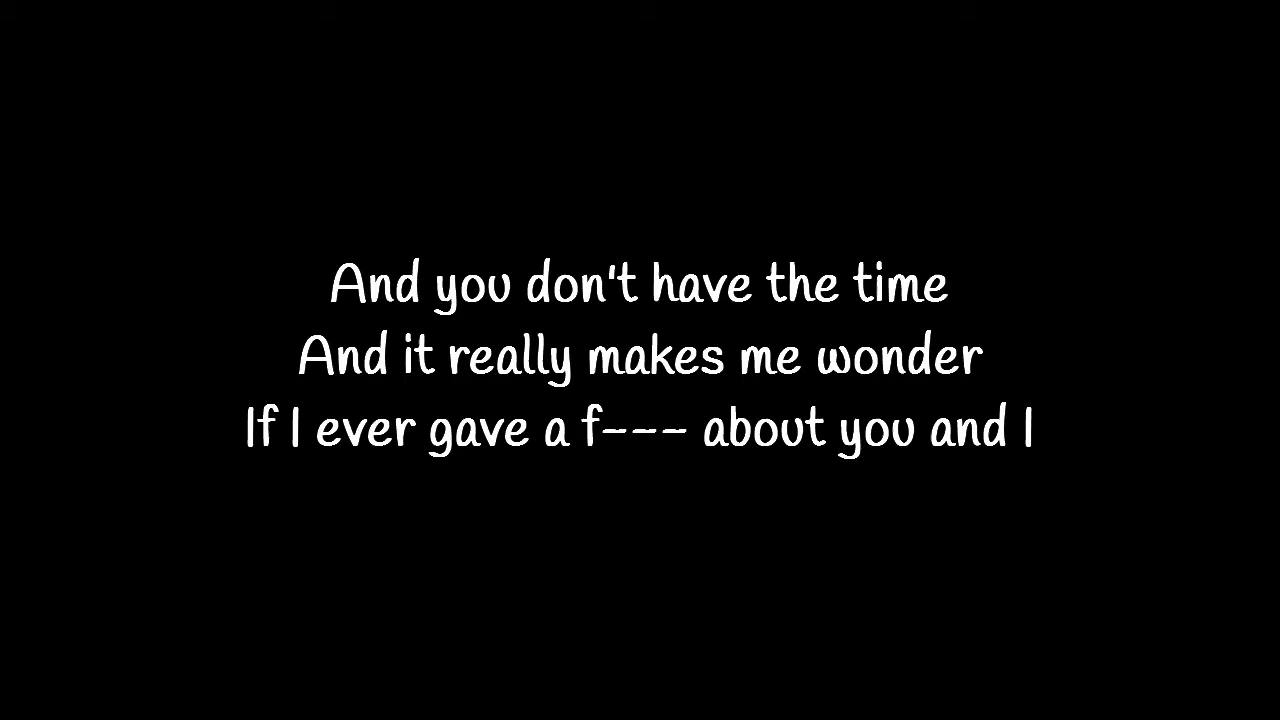 And you don't have the time
And it really makes me wonder
If I ever gave a f--- about you and I